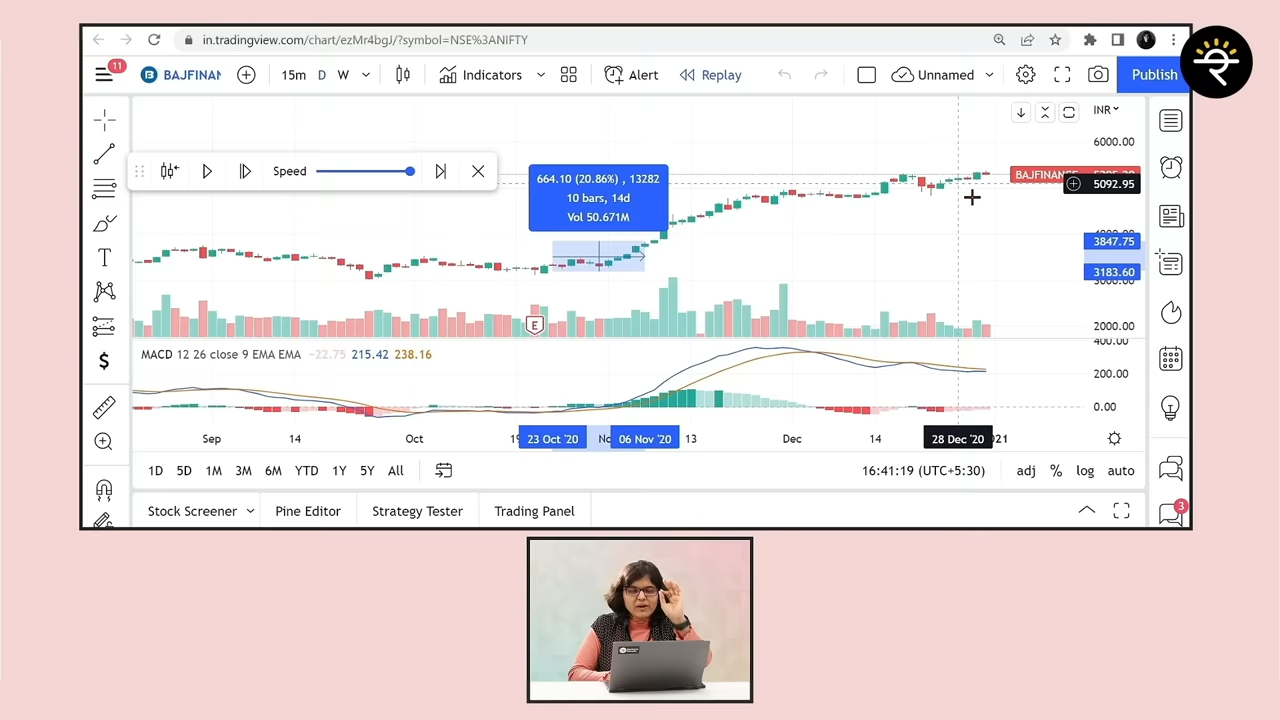 in.tradingview.com/chart/ezMr4bgJ/?symbol=NSE%3ANIFTY
11
BAJFINAN
15m D W
Indicators
Alert
Replay
Unnamed
Publish
INR
6000.00
Speed
BAJFINANCE
5092.95
664.10 (20.86%) , 13282
10 bars, 14d
Vol 50.671M
3847.75
3183.60
3000.00
2000.00
E
MACD 12 26 close 9 EMA EMA −22.75 215.42 238.16
400.00
200.00
0.00
Sep 14 Oct 19 23 Oct '20 06 Nov '20 13 Dec 14 28 Dec '20
1D 5D 1M 3M 6M YTD 1Y 5Y All
16:41:19 (UTC+5:30) adj % log auto
Stock Screener Pine Editor Strategy Tester Trading Panel
3